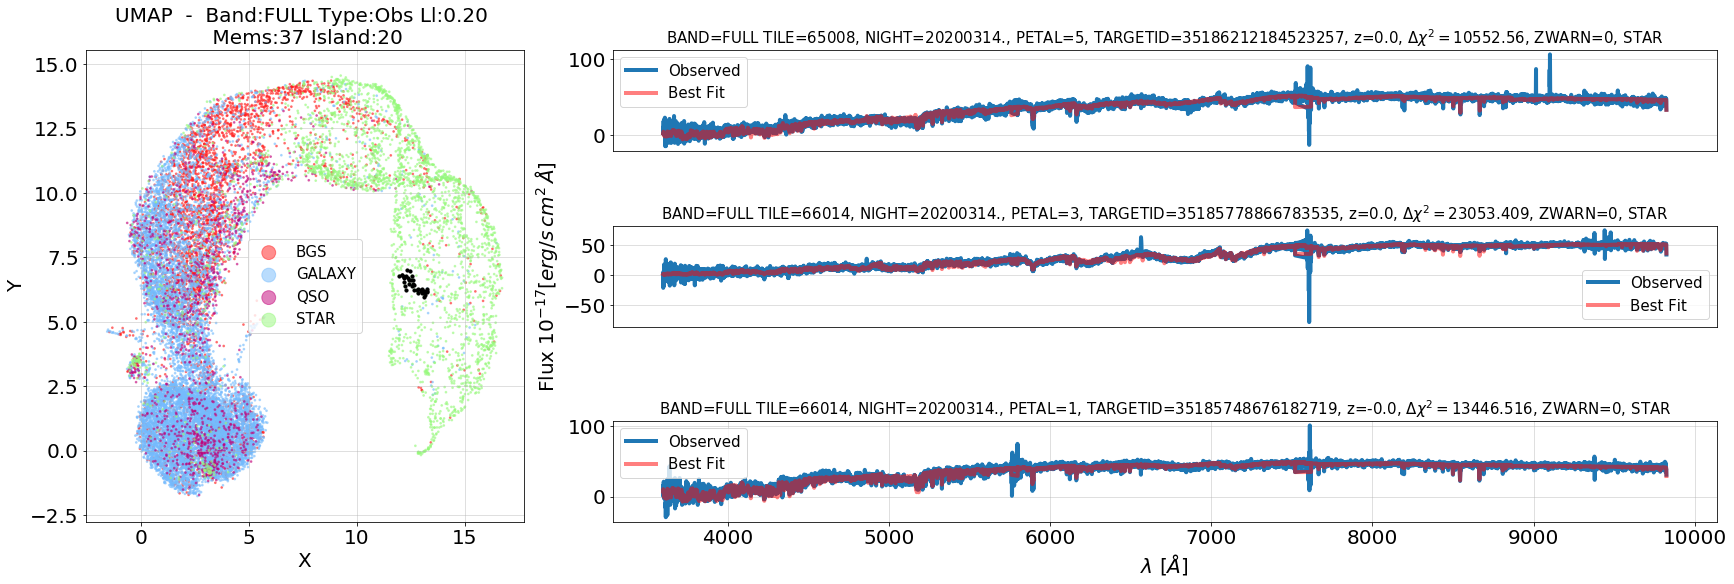 UMAP - Band:FULL Type:Obs Ll:0.20
Mems:37 Island:20
15.0
12.5
10.0
7.5
5.0
2.5
0.0
−2.5
Y
BGS
GALAXY
QSO
STAR
0 5 10 15
X
Flux 10⁻¹⁷[erg/s cm² Å]
BAND=FULL TILE=65008, NIGHT=20200314., PETAL=5, TARGETID=35186212184523257, z=0.0, Δχ² = 10552.56, ZWARN=0, STAR
100
0
Observed
Best Fit
BAND=FULL TILE=66014, NIGHT=20200314., PETAL=3, TARGETID=35185778866783535, z=0.0, Δχ² = 23053.409, ZWARN=0, STAR
50
0
−50
Observed
Best Fit
BAND=FULL TILE=66014, NIGHT=20200314., PETAL=1, TARGETID=35185748676182719, z=-0.0, Δχ² = 13446.516, ZWARN=0, STAR
100
0
Observed
Best Fit
4000 5000 6000 7000 8000 9000 10000
λ [Å]